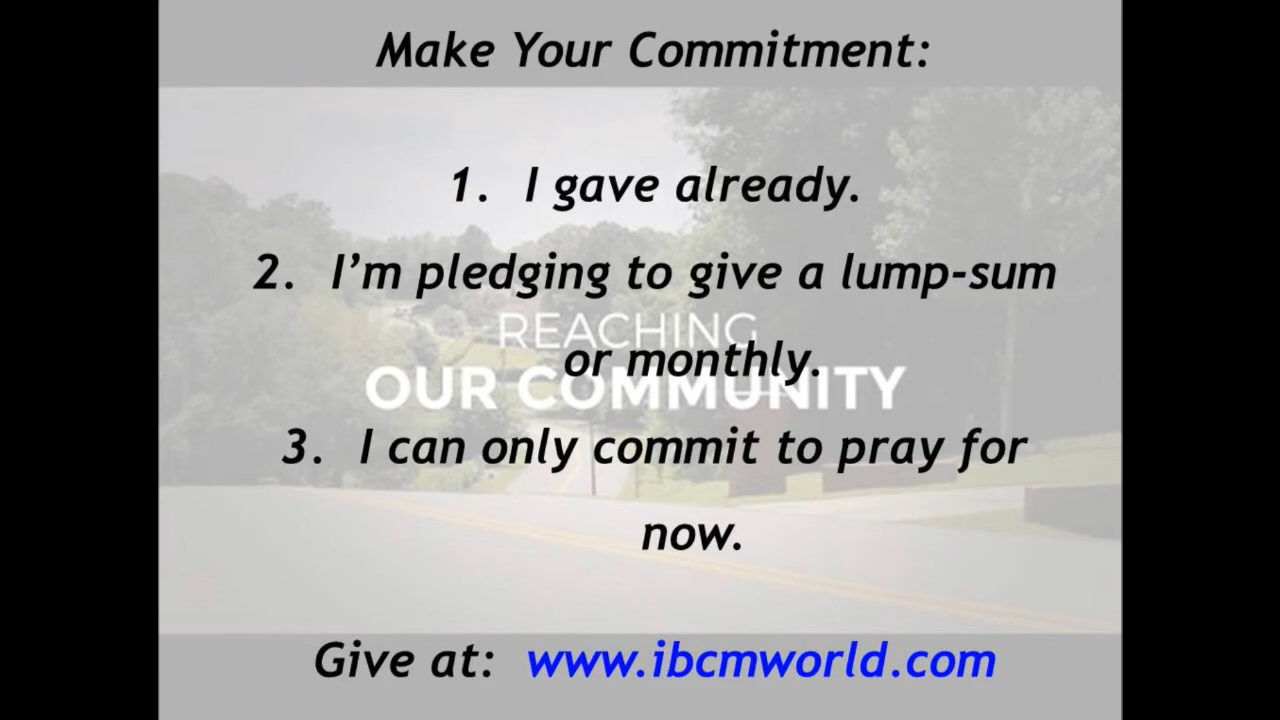 Make Your Commitment:
1. I gave already.
2. I'm pledging to give a lump-sum
REACHING
or monthly.
OUR COMMUNITY
3. I can only commit to pray for
now.
Give at: www.ibcmworld.com